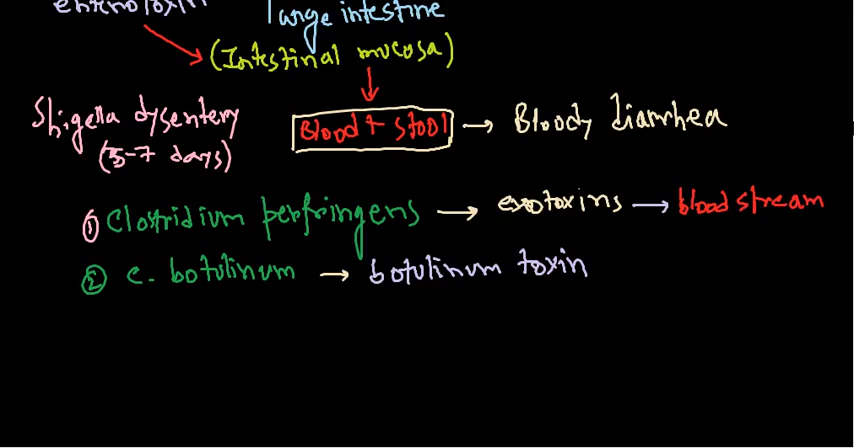 enterotoxin
Large intestine
(Intestinal mucosa)
Shigella dysentery
(5-7 days)
Blood + stool → Bloody diarrhea
① Clostridium perfringens → exotoxins → blood stream
② C. botulinum → botulinum toxin